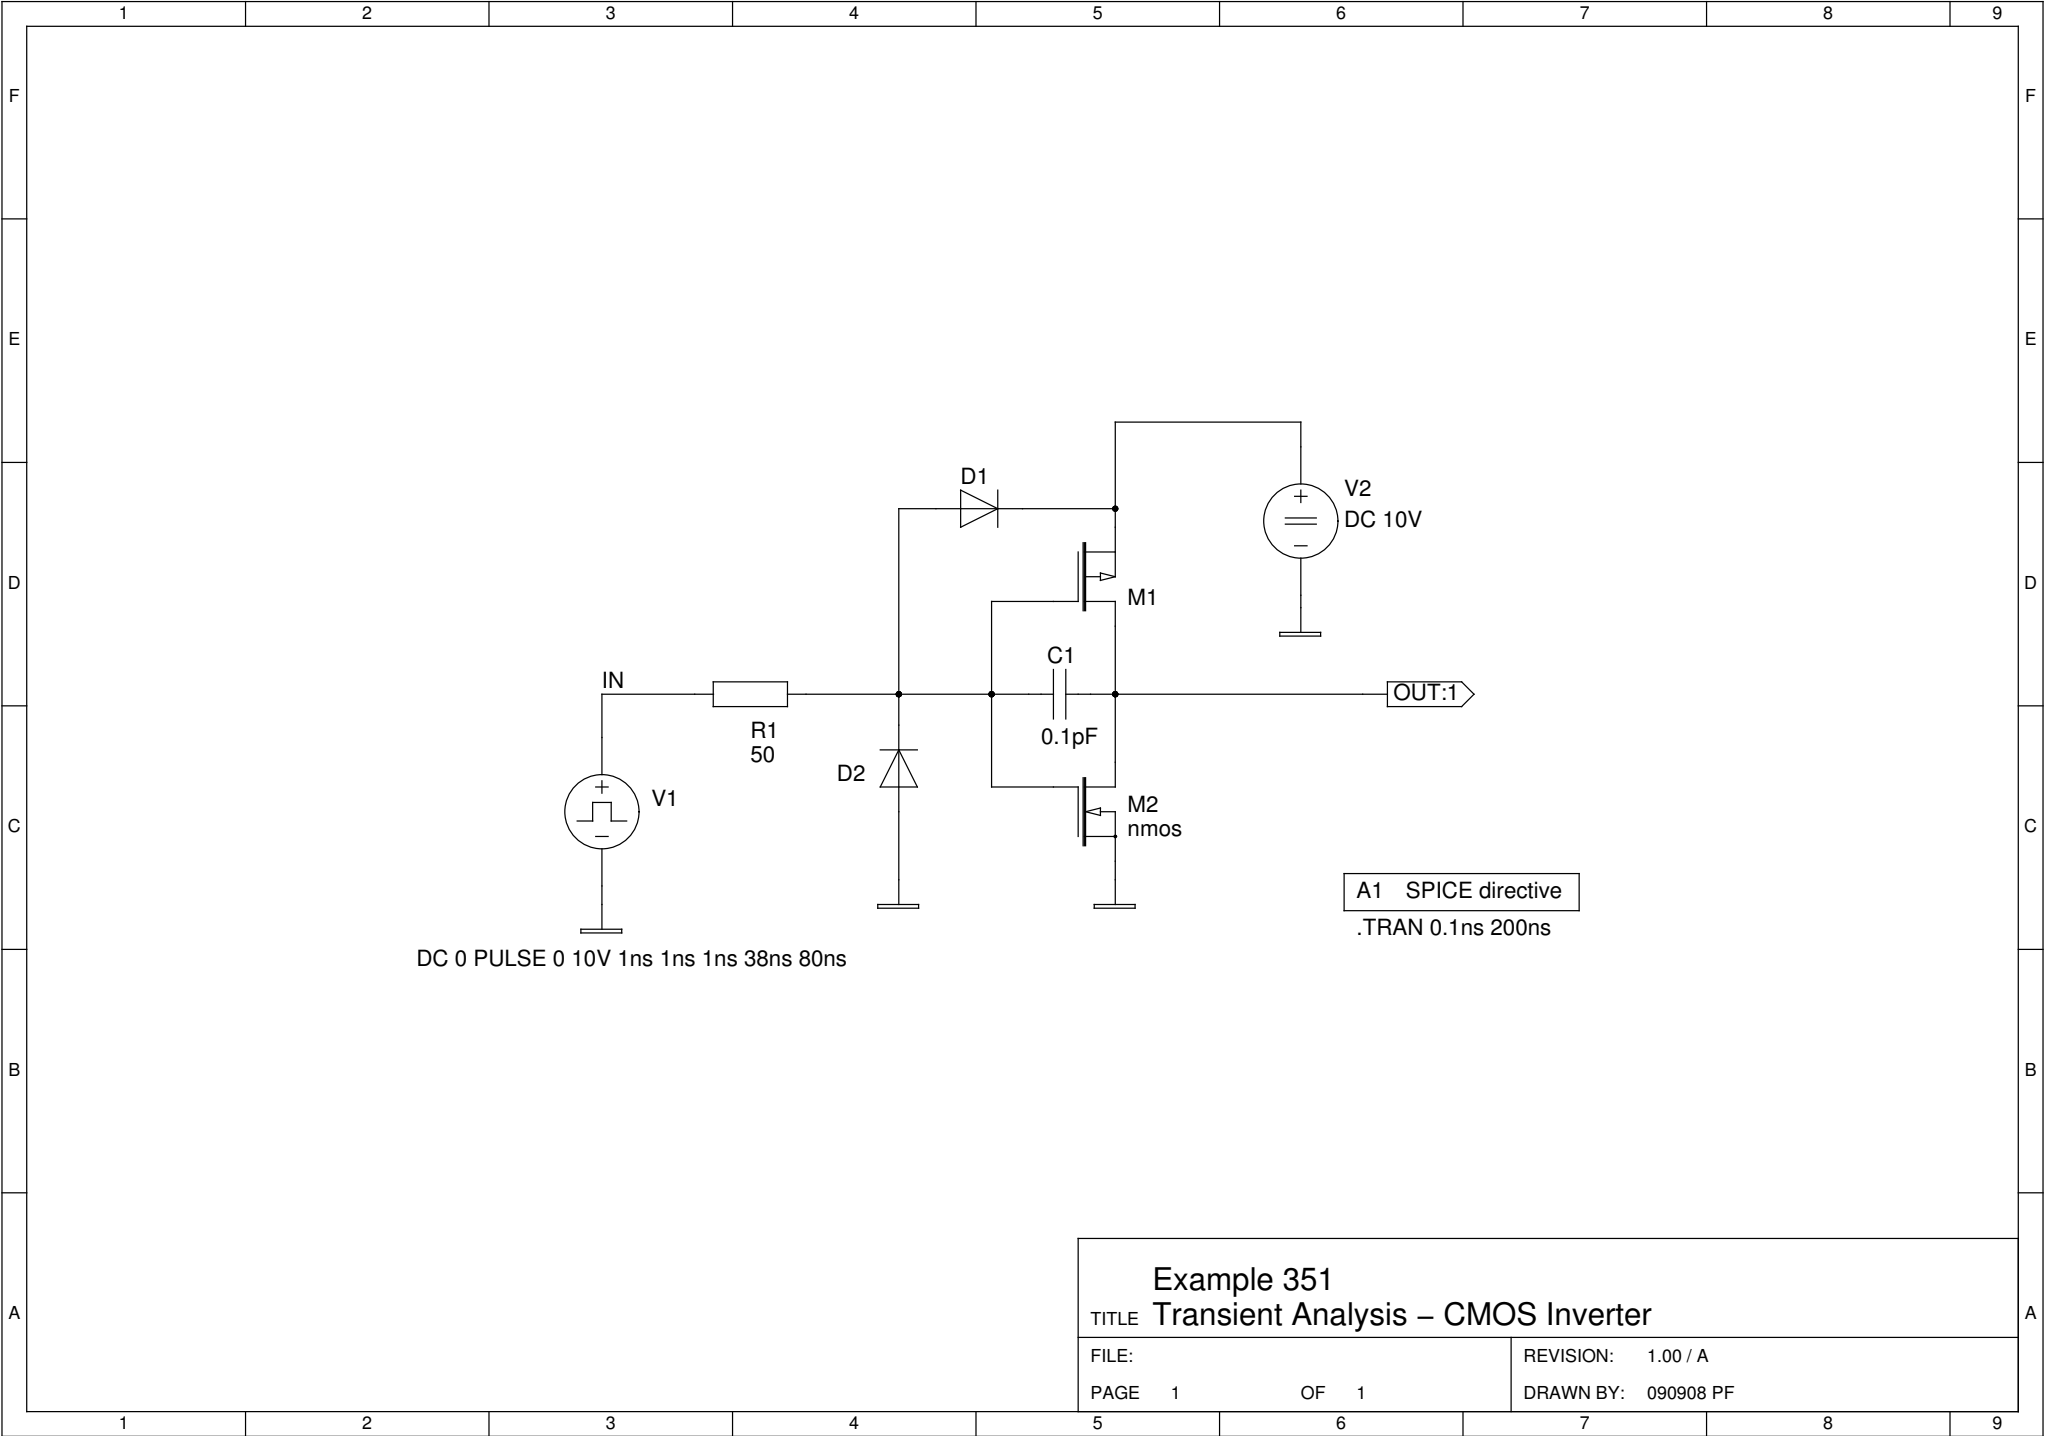 1 2 3 4 5 6 7 8 9
F F
E E
D1
V2
DC 10V
D D
M1
C1
IN
OUT:1
R1
50
0.1pF
D2
V1
M2
nmos
C C
A1 SPICE directive
.TRAN 0.1ns 200ns
DC 0 PULSE 0 10V 1ns 1ns 1ns 38ns 80ns
B B
Example 351
TITLE Transient Analysis – CMOS Inverter
A A
FILE: REVISION: 1.00 / A
PAGE 1 OF 1 DRAWN BY: 090908 PF
1 2 3 4 5 6 7 8 9